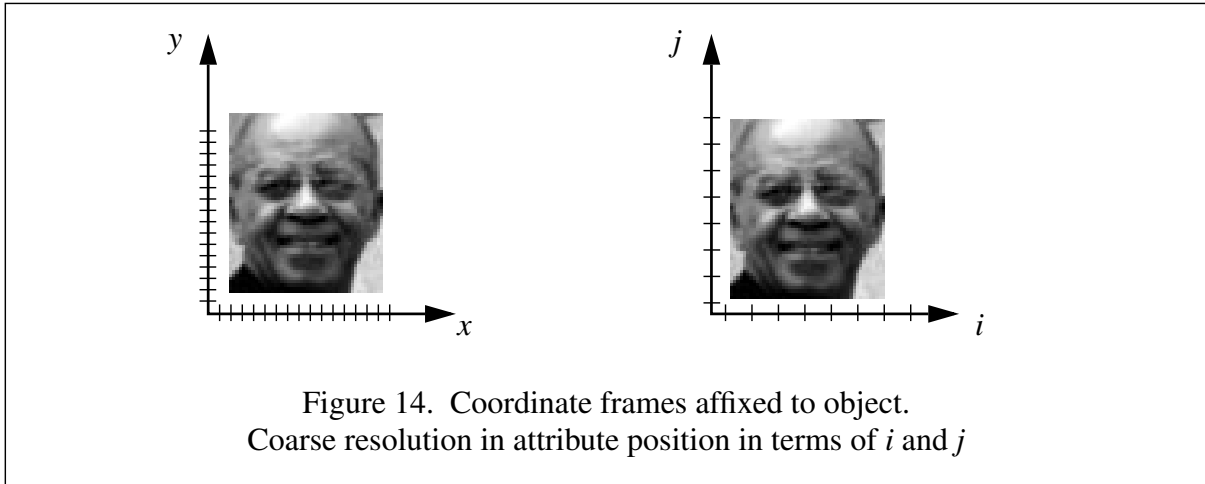 y
j
x
i
Figure 14.  Coordinate frames affixed to object.
Coarse resolution in attribute position in terms of i and j